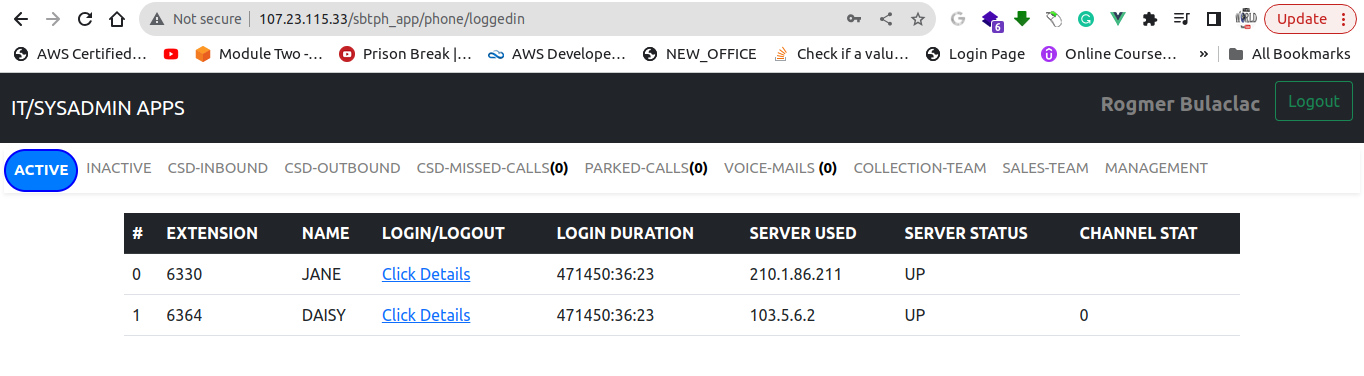 Not secure | 107.23.115.33/sbtph_app/phone/loggedin G 6 G Update
AWS Certified… Module Two -… Prison Break |… AWS Develope… NEW_OFFICE Check if a valu… Login Page Online Course… » All Bookmarks
IT/SYSADMIN APPS Rogmer Bulaclac Logout
ACTIVE INACTIVE CSD-INBOUND CSD-OUTBOUND CSD-MISSED-CALLS(0) PARKED-CALLS(0) VOICE-MAILS (0) COLLECTION-TEAM SALES-TEAM MANAGEMENT
# EXTENSION NAME LOGIN/LOGOUT LOGIN DURATION SERVER USED SERVER STATUS CHANNEL STAT
0 6330 JANE Click Details 471450:36:23 210.1.86.211 UP
1 6364 DAISY Click Details 471450:36:23 103.5.6.2 UP 0